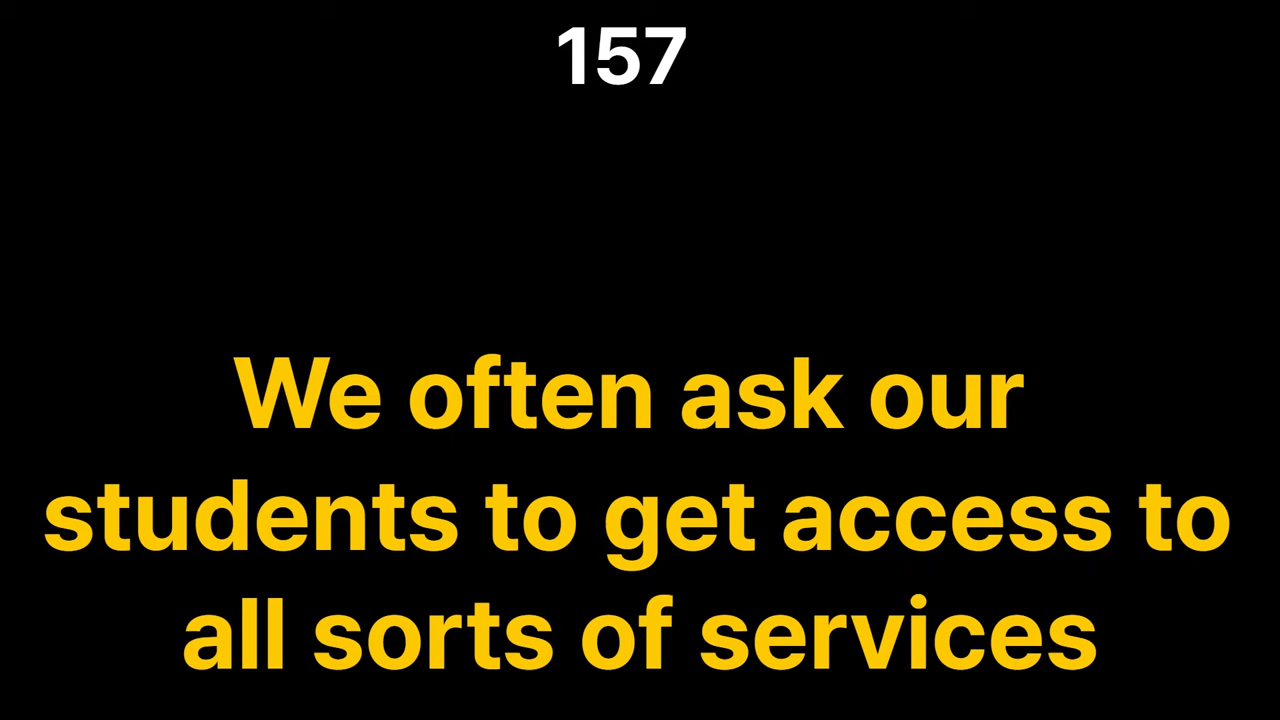 157
We often ask our
students to get access to
all sorts of services